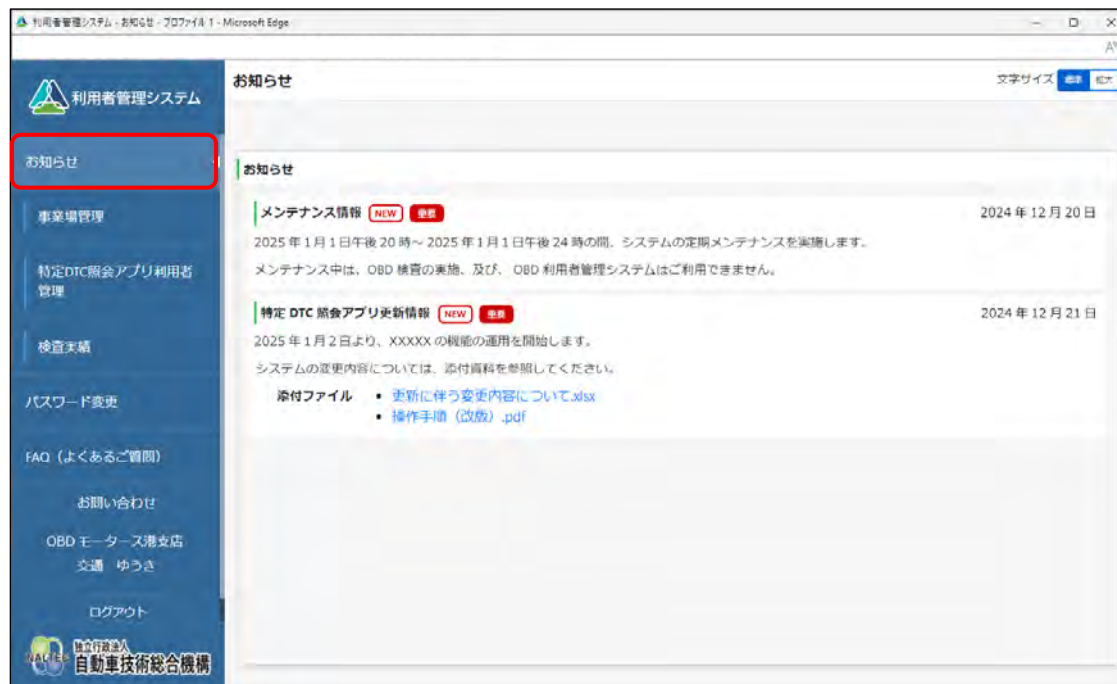 利用者管理システム - お知らせ - プロファイル 1 - Microsoft Edge
利用者管理システム
お知らせ
文字サイズ 標準 拡大
お知らせ
事業場管理
特定DTC照会アプリ利用者
管理
検査実績
パスワード変更
FAQ（よくあるご質問）
お問い合わせ
OBD モータース港支店
交通 ゆうき
ログアウト
NALTEC 独立行政法人
自動車技術総合機構
お知らせ
メンテナンス情報 NEW 重要 2024 年 12 月 20 日
2025 年 1 月 1 日午後 20 時～ 2025 年 1 月 1 日午後 24 時の間、システムの定期メンテナンスを実施します。
メンテナンス中は、OBD 検査の実施、及び、 OBD 利用者管理システムはご利用できません。
特定 DTC 照会アプリ更新情報 NEW 重要 2024 年 12 月 21 日
2025 年 1 月 2 日より、XXXXX の機能の運用を開始します。
システムの変更内容については、添付資料を参照してください。
添付ファイル • 更新に伴う変更内容について.xlsx
• 操作手順（改版）.pdf